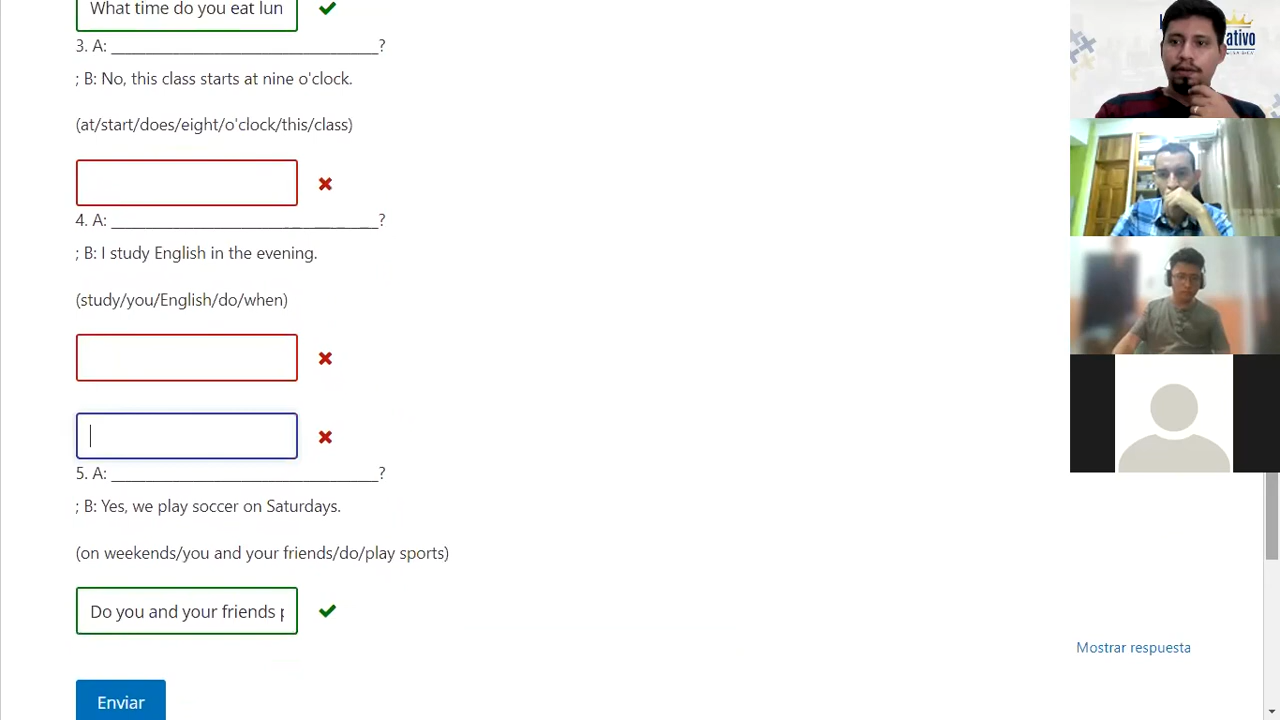 What time do you eat lun
3. A: ______________________________?
; B: No, this class starts at nine o'clock.
(at/start/does/eight/o'clock/this/class)
4. A: ______________________________?
; B: I study English in the evening.
(study/you/English/do/when)
5. A: ______________________________?
; B: Yes, we play soccer on Saturdays.
(on weekends/you and your friends/do/play sports)
Do you and your friends p
Mostrar respuesta
Enviar
ativo